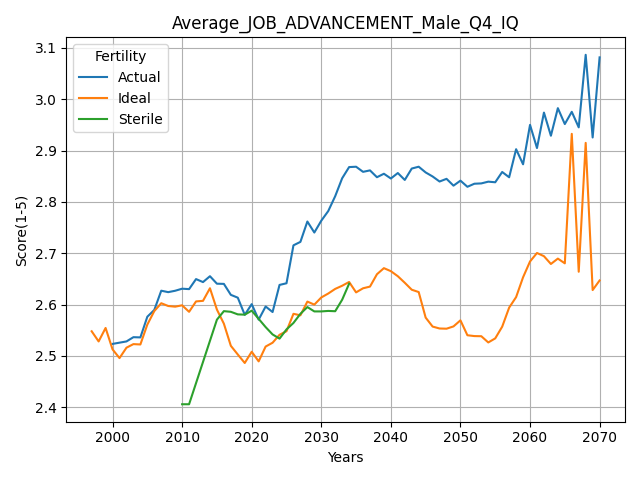 Average_JOB_ADVANCEMENT_Male_Q4_IQ
Fertility
Actual
Ideal
Sterile
Score(1-5)
3.1
3.0
2.9
2.8
2.7
2.6
2.5
2.4
2000 2010 2020 2030 2040 2050 2060 2070
Years